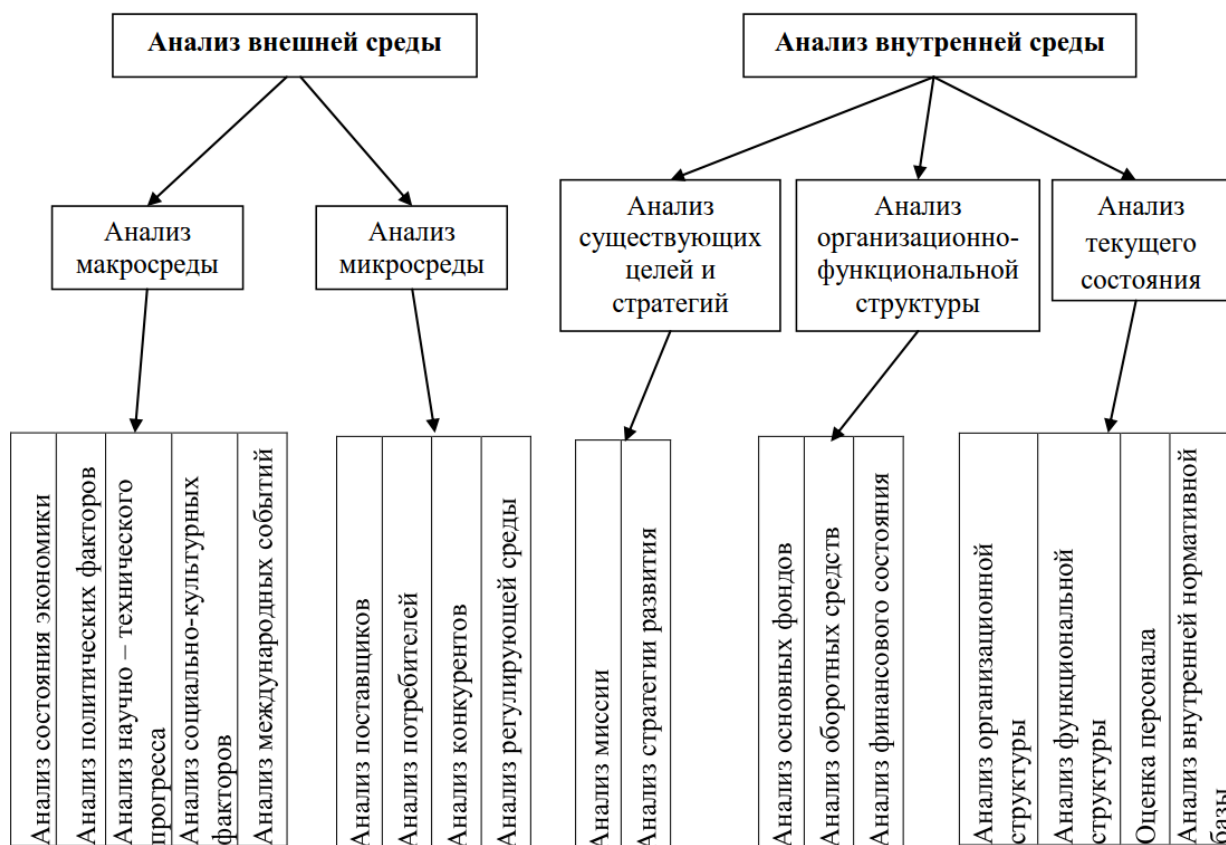 Анализ внешней среды
Анализ внутренней среды
Анализ
макросреды
Анализ
микросреды
Анализ
существующих
целей и
стратегий
Анализ
организационно-
функциональной
структуры
Анализ
текущего
состояния
Анализ состояния экономики
Анализ политических факторов
Анализ научно – технического
прогресса
Анализ социально-культурных
факторов
Анализ международных событий
Анализ поставщиков
Анализ потребителей
Анализ конкурентов
Анализ регулирующей среды
Анализ миссии
Анализ стратегии развития
Анализ основных фондов
Анализ оборотных средств
Анализ финансового состояния
Анализ организационной
структуры
Анализ функциональной
структуры
Оценка персонала
Анализ внутренней нормативной
базы